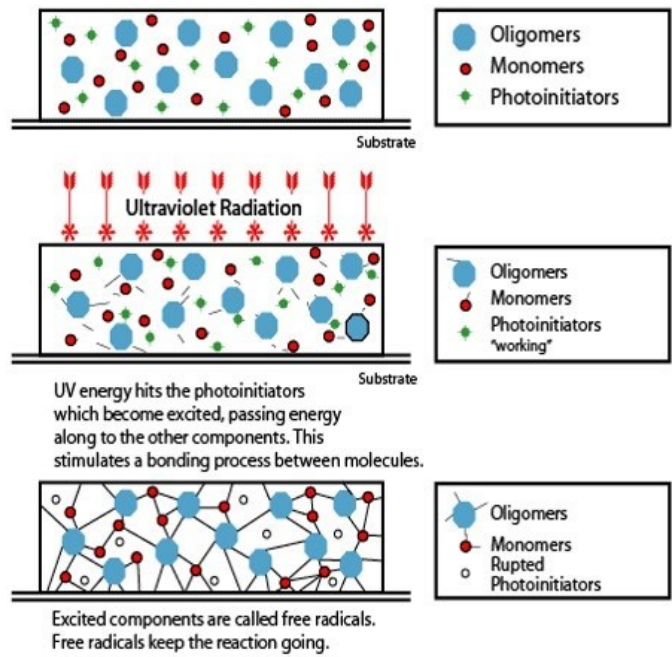 Oligomers
Monomers
Photoinitiators
Substrate
Ultraviolet Radiation
Oligomers
Monomers
Photoinitiators
"working"
Substrate
UV energy hits the photoinitiators
which become excited, passing energy
along to the other components. This
stimulates a bonding process between molecules.
Oligomers
Monomers
Rupted
Photoinitiators
Excited components are called free radicals.
Free radicals keep the reaction going.